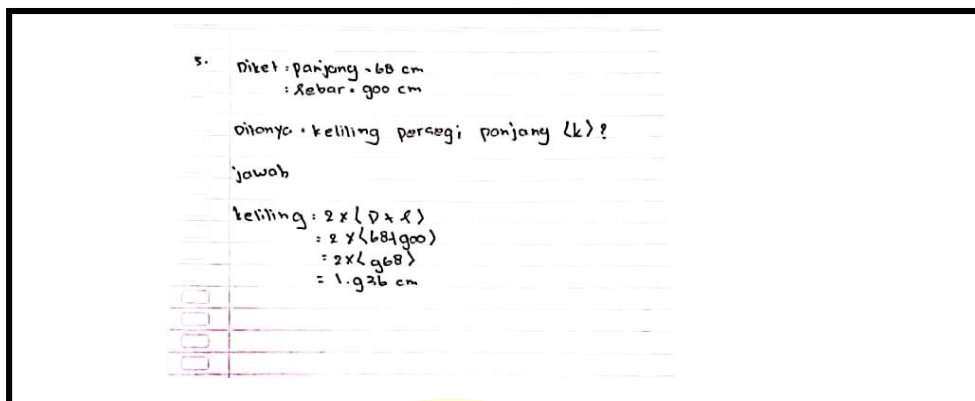 5. Diket : panjang = 68 cm
: lebar = 900 cm
Ditanya : keliling persegi panjang (k)?
jawab
keliling : 2 x (p + l)
: 2 x (68+900)
= 2x( 968)
= 1.936 cm